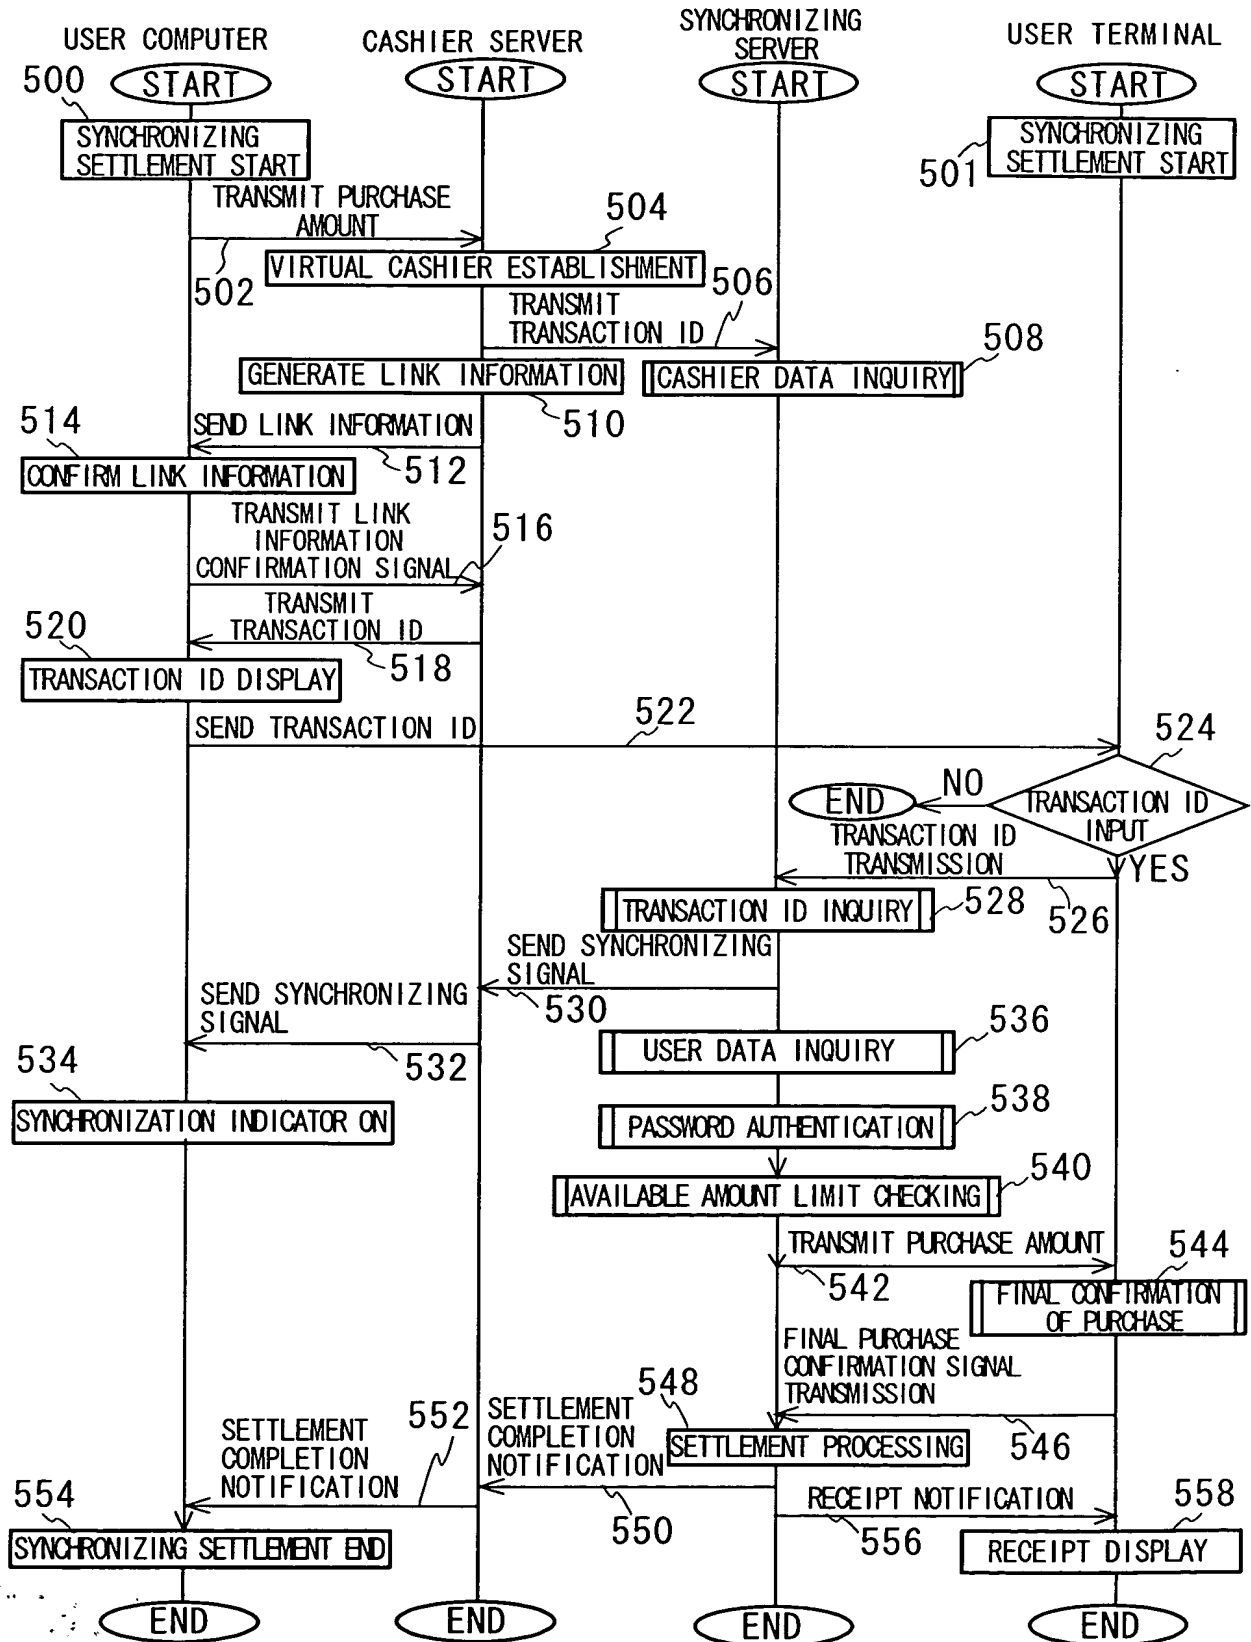 USER COMPUTER
CASHIER SERVER
SYNCHRONIZING
SERVER
USER TERMINAL
START
START
START
START
500
SYNCHRONIZING
SETTLEMENT START
501
SYNCHRONIZING
SETTLEMENT START
TRANSMIT PURCHASE
AMOUNT
502
504
VIRTUAL CASHIER ESTABLISHMENT
506
TRANSMIT
TRANSACTION ID
GENERATE LINK INFORMATION
510
CASHIER DATA INQUIRY
508
514
SEND LINK INFORMATION
512
CONFIRM LINK INFORMATION
TRANSMIT LINK
INFORMATION
CONFIRMATION SIGNAL
516
TRANSMIT
TRANSACTION ID
518
520
TRANSACTION ID DISPLAY
SEND TRANSACTION ID
522
524
TRANSACTION ID
INPUT
NO
END
YES
TRANSACTION ID
TRANSMISSION
526
TRANSACTION ID INQUIRY
528
SEND SYNCHRONIZING
SIGNAL
530
SEND SYNCHRONIZING
SIGNAL
532
534
SYNCHRONIZATION INDICATOR ON
USER DATA INQUIRY
536
PASSWORD AUTHENTICATION
538
AVAILABLE AMOUNT LIMIT CHECKING
540
TRANSMIT PURCHASE AMOUNT
542
544
FINAL CONFIRMATION
OF PURCHASE
FINAL PURCHASE
CONFIRMATION SIGNAL
TRANSMISSION
546
548
SETTLEMENT PROCESSING
SETTLEMENT
COMPLETION
NOTIFICATION
550
552
SETTLEMENT
COMPLETION
NOTIFICATION
554
SYNCHRONIZING SETTLEMENT END
RECEIPT NOTIFICATION
556
558
RECEIPT DISPLAY
END
END
END
END